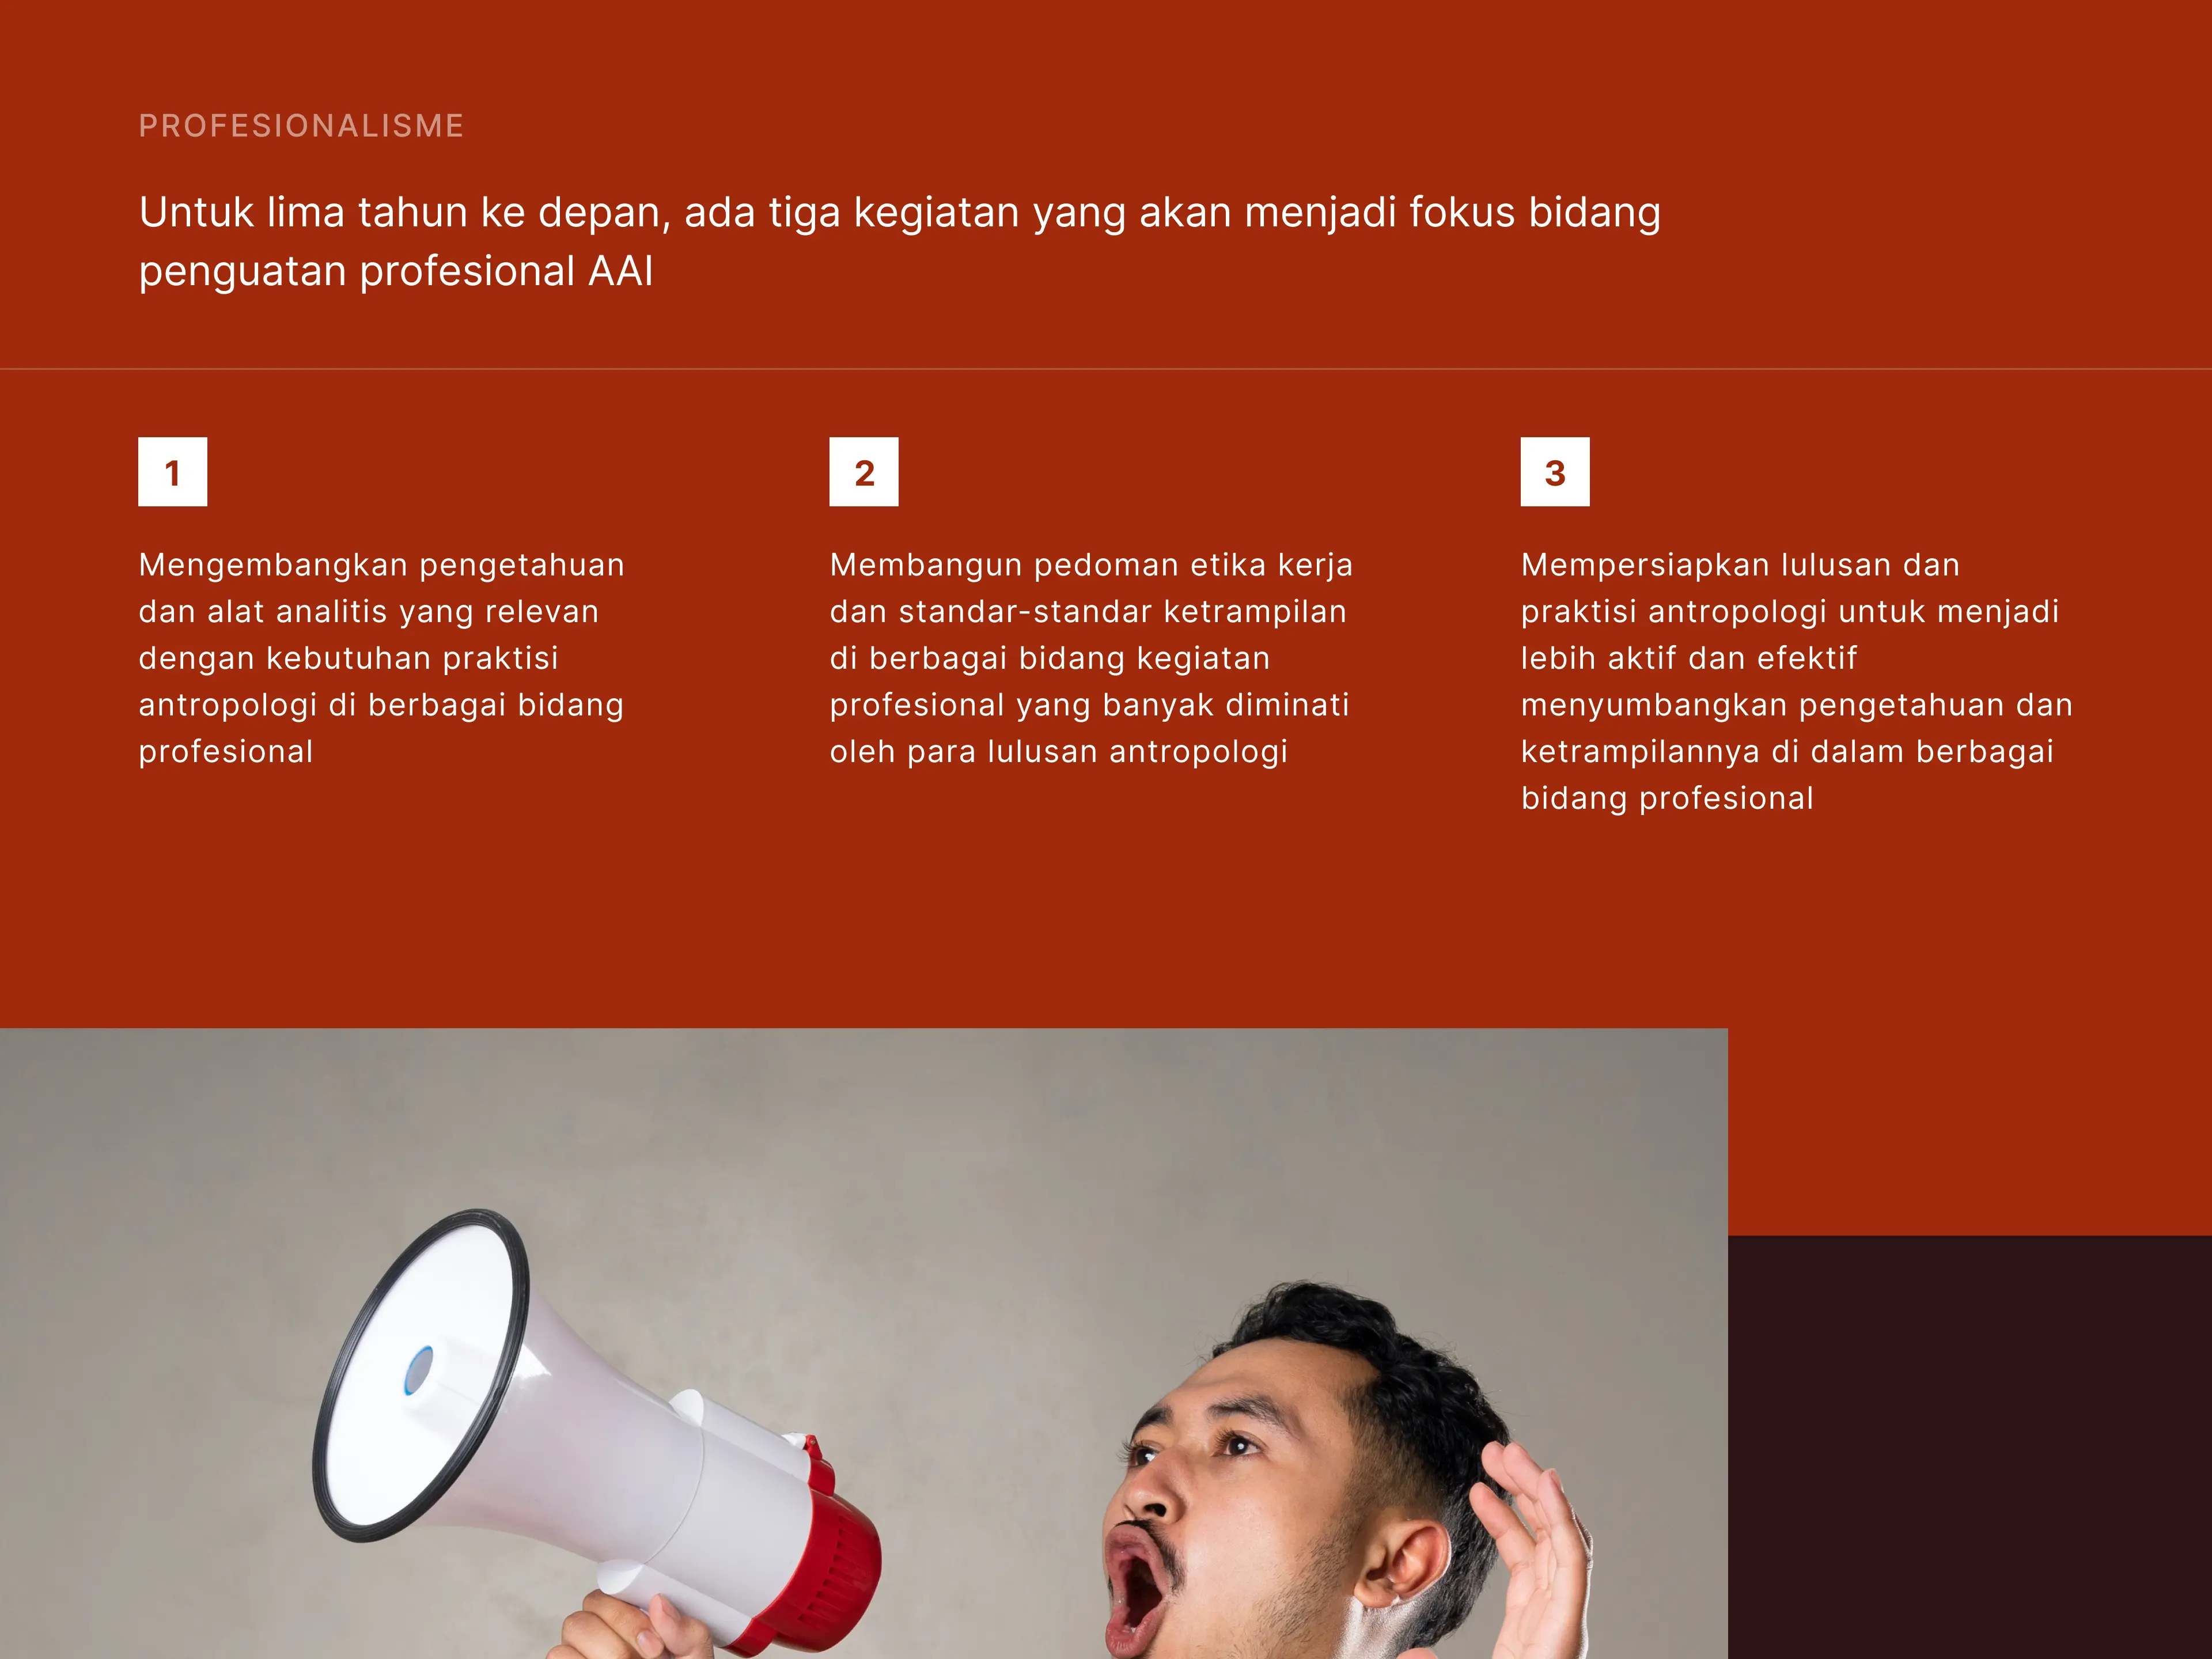 PROFESIONALISME
Untuk lima tahun ke depan, ada tiga kegiatan yang akan menjadi fokus bidang
penguatan profesional AAI
1
Mengembangkan pengetahuan
dan alat analitis yang relevan
dengan kebutuhan praktisi
antropologi di berbagai bidang
profesional
2
Membangun pedoman etika kerja
dan standar-standar ketrampilan
di berbagai bidang kegiatan
profesional yang banyak diminati
oleh para lulusan antropologi
3
Mempersiapkan lulusan dan
praktisi antropologi untuk menjadi
lebih aktif dan efektif
menyumbangkan pengetahuan dan
ketrampilannya di dalam berbagai
bidang profesional